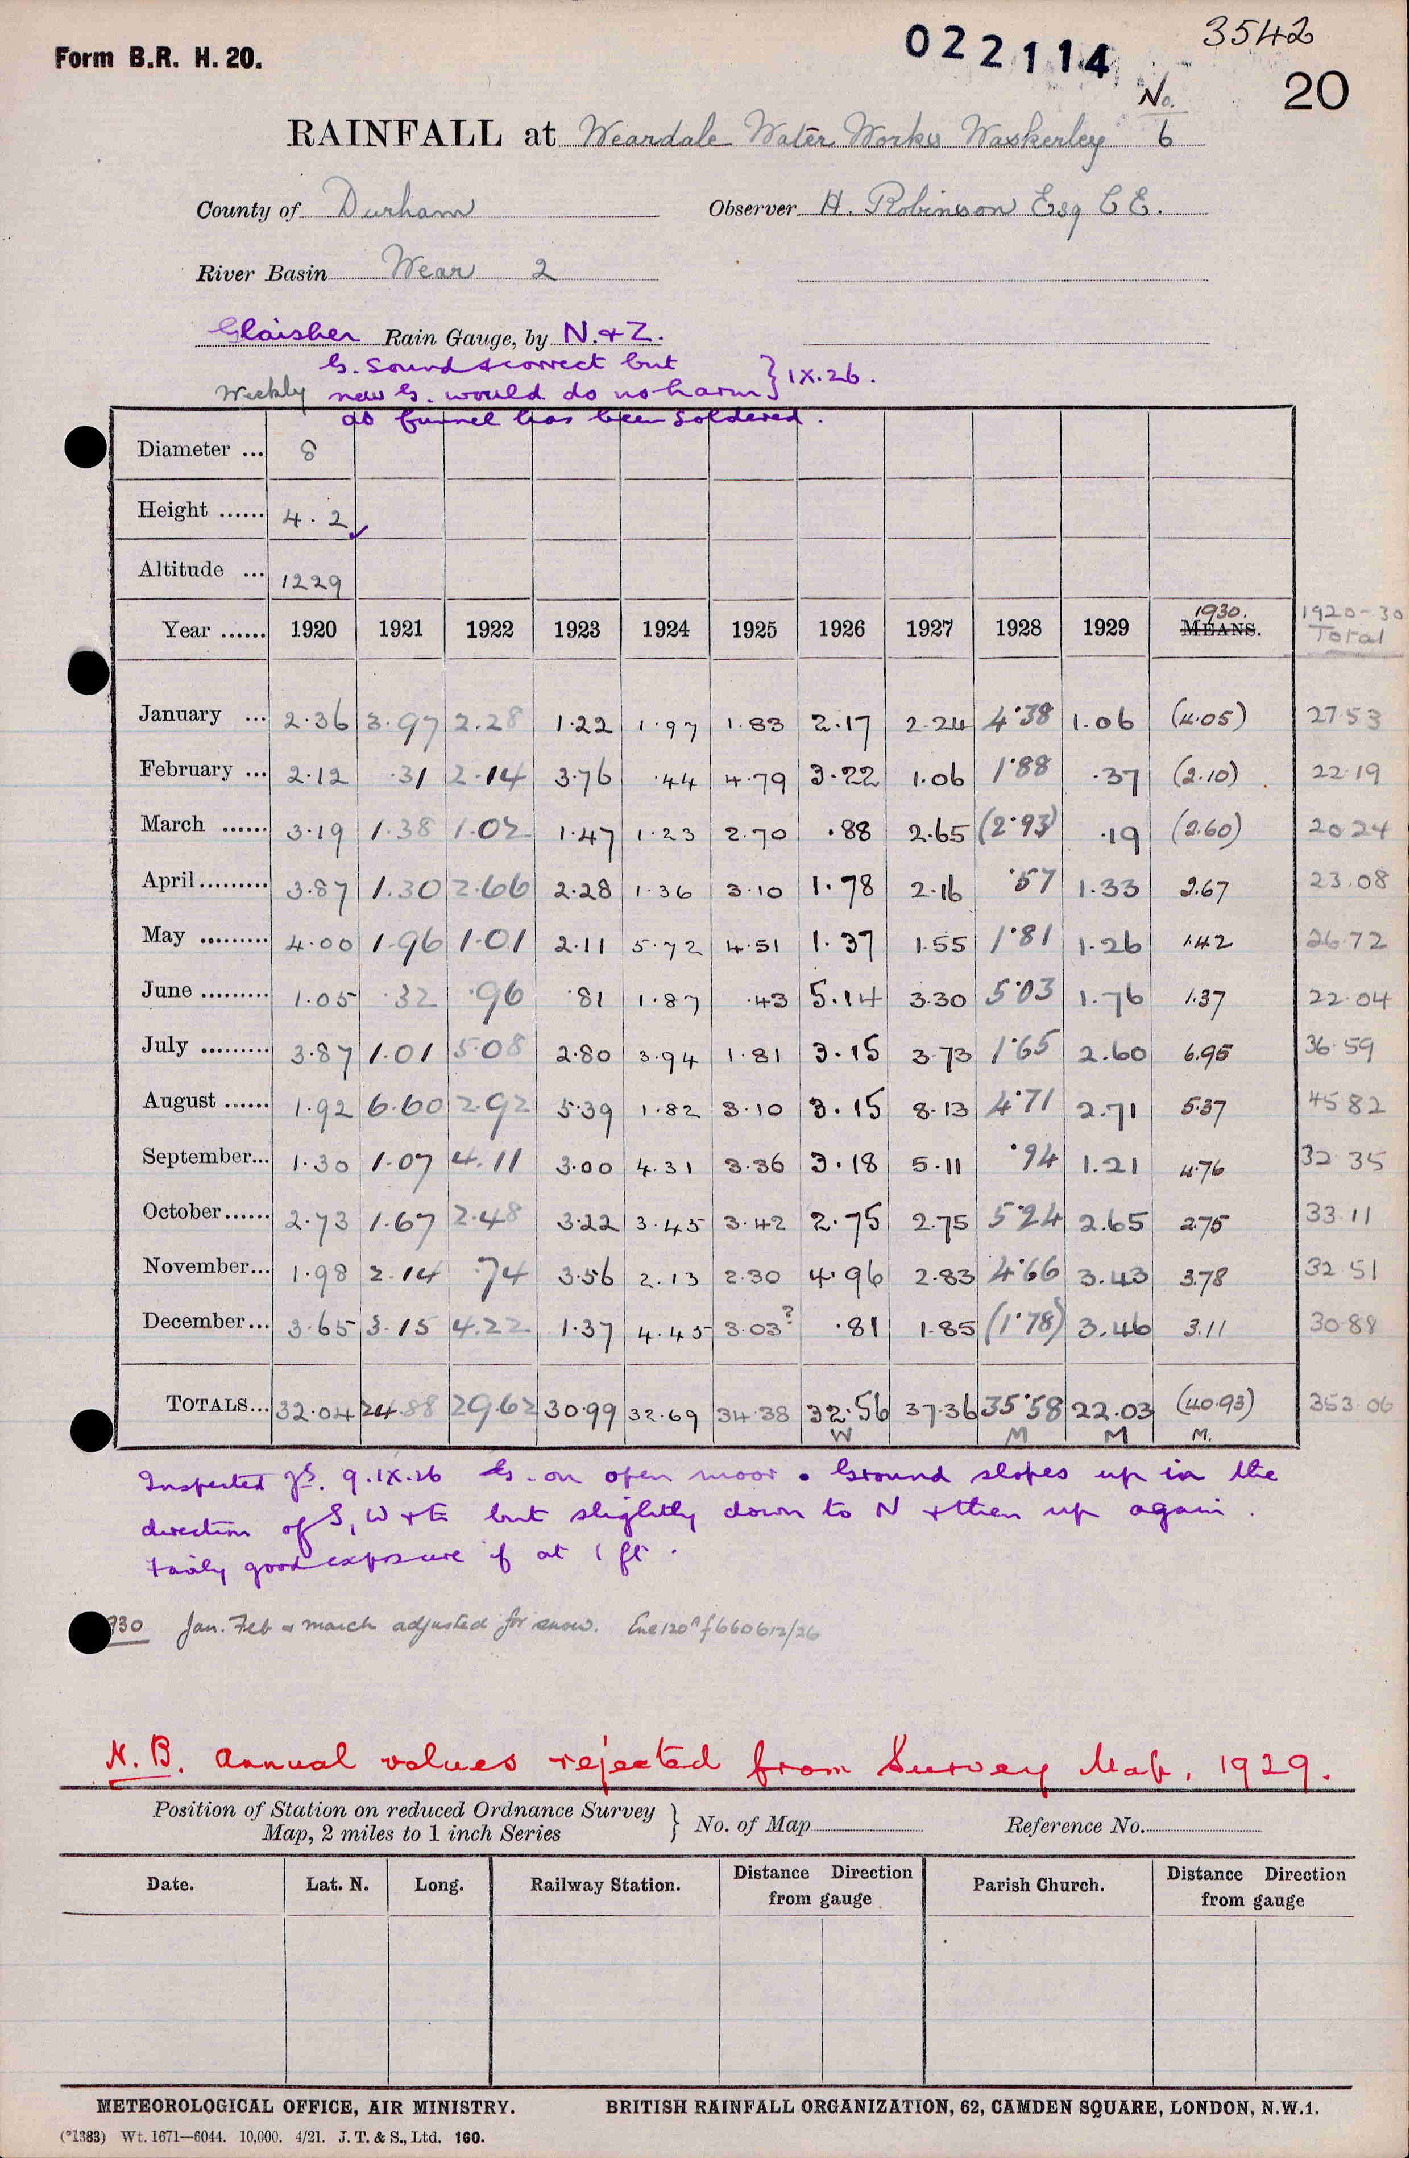 Form B.R. H. 20.
022114
3542
20
No.
RAINFALL at Weardale Water Works Waskerley 6
County of Durham Observer H. Robinson Esq C E.
River Basin Wear 2
Glaisher Rain Gauge, by N. + Z.
G. sound & correct but
Weekly new G. would do no harm } IX.26.
as funnel has been soldered.
Diameter ... 8
Height ...... 4.2 ✓
Altitude ... 1229
Year ...... 1920 1921 1922 1923 1924 1925 1926 1927 1928 1929 1930. MEANS. 1920-30 Total
January ... 2.36 3.97 2.28 1.22 1.97 1.83 2.17 2.24 4.38 1.06 (4.05) 27 53
February ... 2.12 .31 2.14 3.76 .44 4.79 3.22 1.06 1.88 .37 (2.10) 22.19
March ...... 3.19 1.38 1.02 1.47 1.23 2.70 .88 2.65 (2.93) .19 (2.60) 20 24
April ......... 3.87 1.30 2.66 2.28 1.36 3.10 1.78 2.16 .57 1.33 2.67 23.08
May ......... 4.00 1.96 1.01 2.11 5.72 4.51 1.37 1.55 1.81 1.26 1.42 26.72
June ......... 1.05 .32 .96 .81 1.87 .43 5.14 3.30 5.03 1.76 1.37 22.04
July ......... 3.87 1.01 5.08 2.80 3.94 1.81 3.15 3.73 1.65 2.60 6.95 36.59
August ...... 1.92 6.60 2.92 5.39 1.82 3.10 3.15 8.13 4.71 2.71 5.37 45 82
September... 1.30 1.07 4.11 3.00 4.31 3.36 3.18 5.11 .94 1.21 4.76 32 35
October...... 2.73 1.67 2.48 3.22 3.45 3.42 2.75 2.75 5.24 2.65 2.75 33.11
November... 1.98 2.14 .74 3.56 2.13 2.30 4.96 2.83 4.66 3.43 3.78 32.51
December... 3.65 3.15 4.22 1.37 4.45 3.03? .81 1.85 (1.78) 3.46 3.11 30.88
TOTALS... 32.04 24.88 29.62 30.99 32.69 34.38 32.56 37.36 35.58 22.03 (40.93) 353 06
W M M M.
Inspected 9.IX.26 G. on open moor. Ground slopes up in the
direction of S, W & E but slightly down to N & then up again.
Fairly good exposure if at 1 ft.
930 Jan. Feb & march adjusted for snow.
N.B. Annual values rejected from Survey Map, 1929.
Position of Station on reduced Ordnance Survey } No. of Map Reference No.
Map, 2 miles to 1 inch Series
Date. Lat. N. Long. Railway Station. Distance Direction from gauge Parish Church. Distance Direction from gauge
METEOROLOGICAL OFFICE, AIR MINISTRY. BRITISH RAINFALL ORGANIZATION, 62, CAMDEN SQUARE, LONDON, N.W.1.
(*1383) Wt. 1671—6044. 10,000. 4/21. J. T. & S., Ltd. 160.